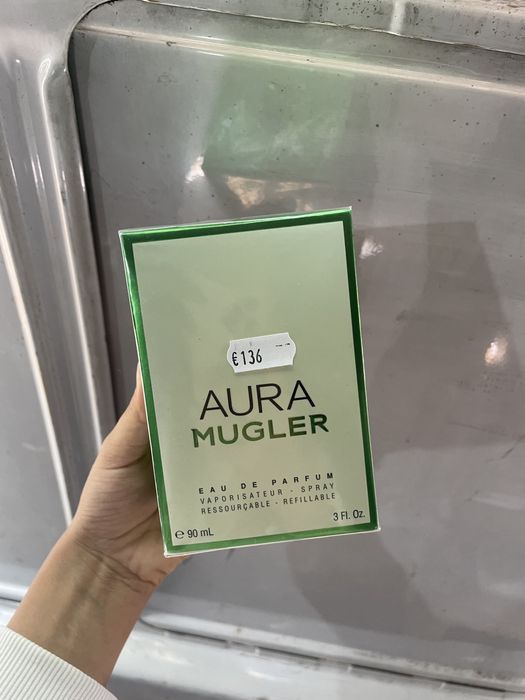 €136
AURA
MUGLER
EAU DE PARFUM
VAPORISATEUR - SPRAY
RESSOURÇABLE - REFILLABLE
℮ 90 mL
3 Fl. Oz.